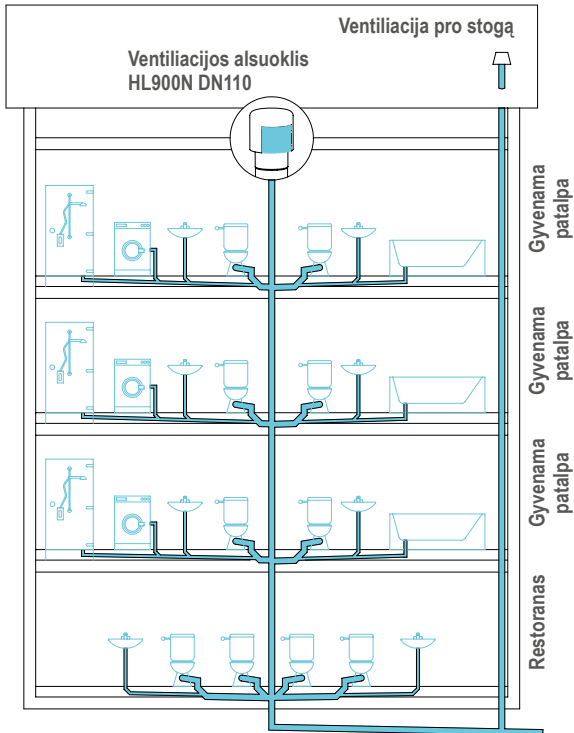 Ventiliacija pro stogą
Ventiliacijos alsuoklis
HL900N DN110
Gyvenama
patalpa
Gyvenama
patalpa
Gyvenama
patalpa
Restoranas